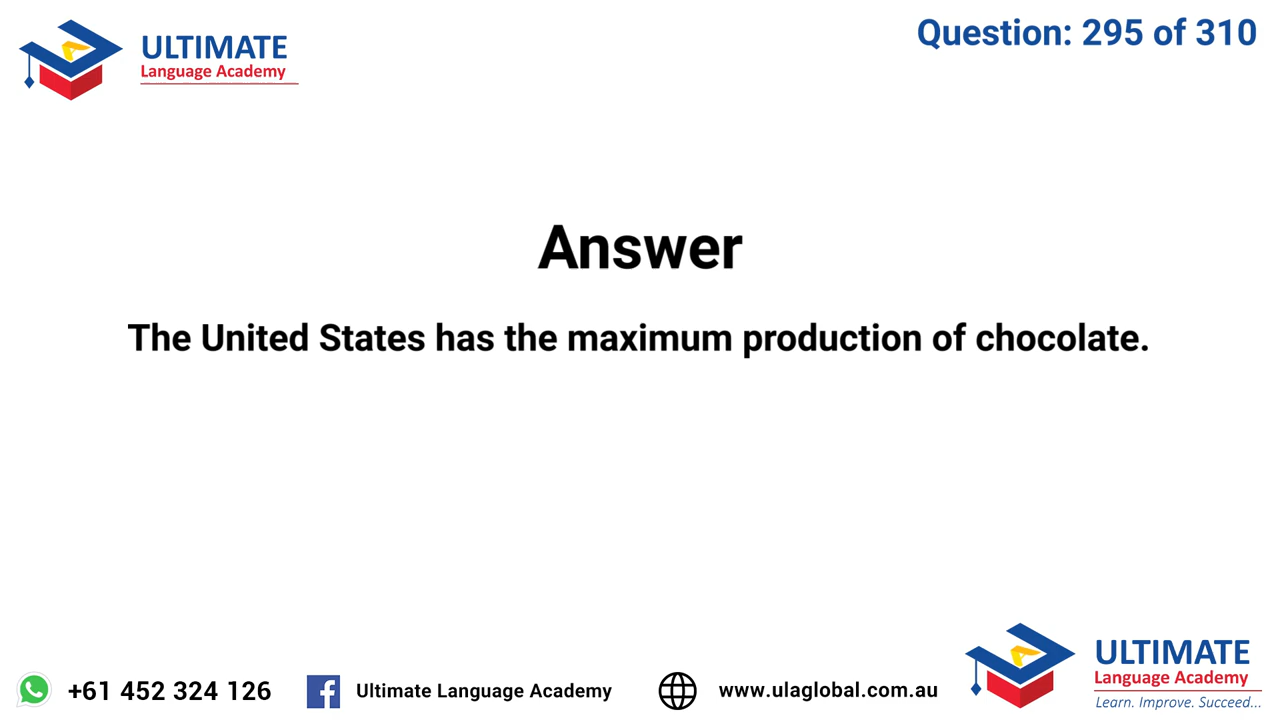 ULTIMATE
Language Academy
Question: 295 of 310
Answer
The United States has the maximum production of chocolate.
+61 452 324 126
Ultimate Language Academy
www.ulaglobal.com.au
ULTIMATE
Language Academy
Learn. Improve. Succeed...